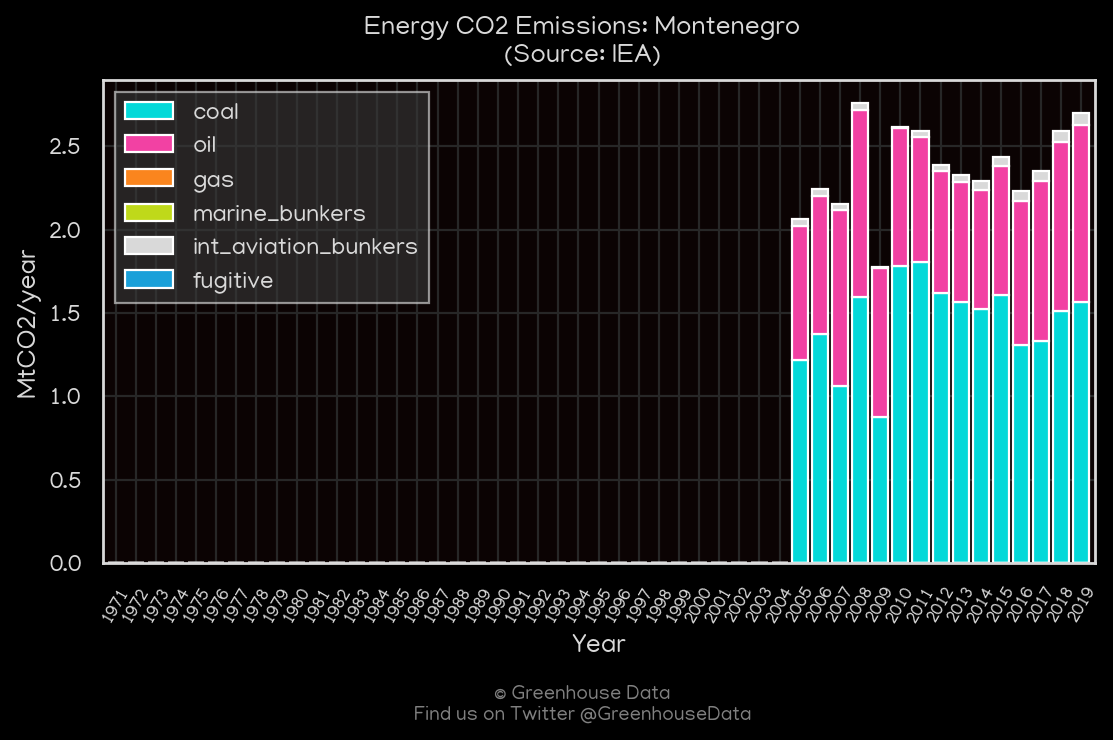 Energy CO2 Emissions: Montenegro
(Source: IEA)
coal
oil
gas
marine_bunkers
int_aviation_bunkers
fugitive
MtCO2/year
2.5
2.0
1.5
1.0
0.5
0.0
1971 1972 1973 1974 1975 1976 1977 1978 1979 1980 1981 1982 1983 1984 1985 1986 1987 1988 1989 1990 1991 1992 1993 1994 1995 1996 1997 1998 1999 2000 2001 2002 2003 2004 2005 2006 2007 2008 2009 2010 2011 2012 2013 2014 2015 2016 2017 2018 2019
Year
© Greenhouse Data
Find us on Twitter @GreenhouseData